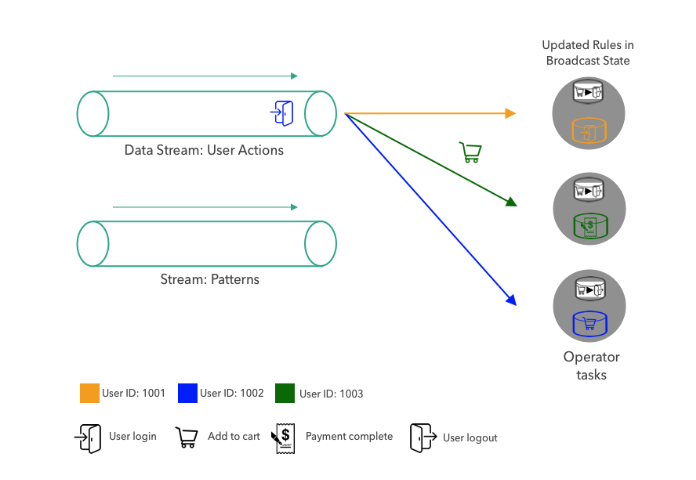 Updated Rules in
Broadcast State
Data Stream: User Actions
Stream: Patterns
Operator
tasks
User ID: 1001
User ID: 1002
User ID: 1003
User login
Add to cart
$
Payment complete
User logout
$